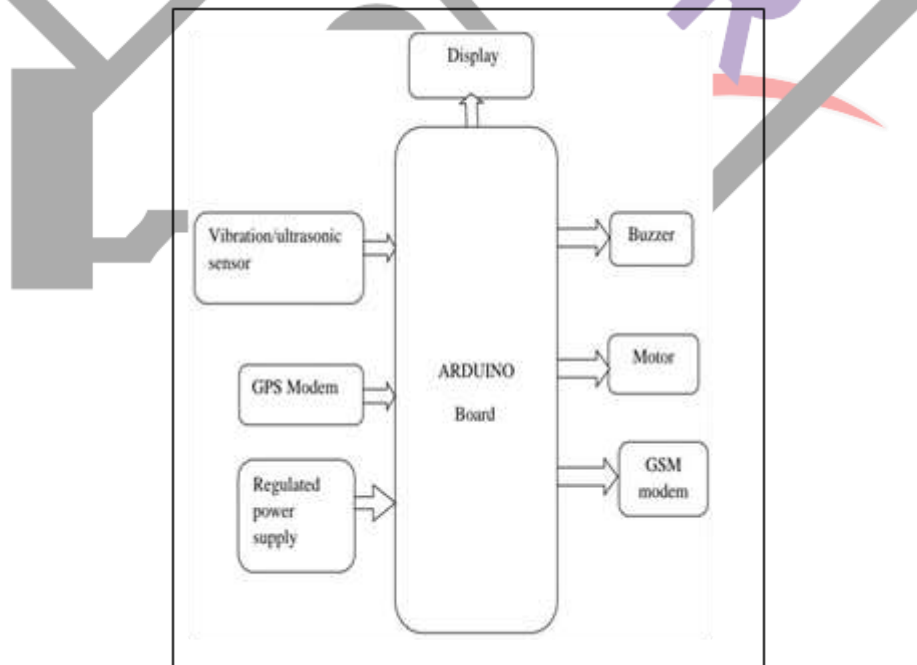 Display
Vibration/ultrasonic
sensor
Buzzer
GPS Modem
ARDUINO
Board
Motor
Regulated
power
supply
GSM
modem
R